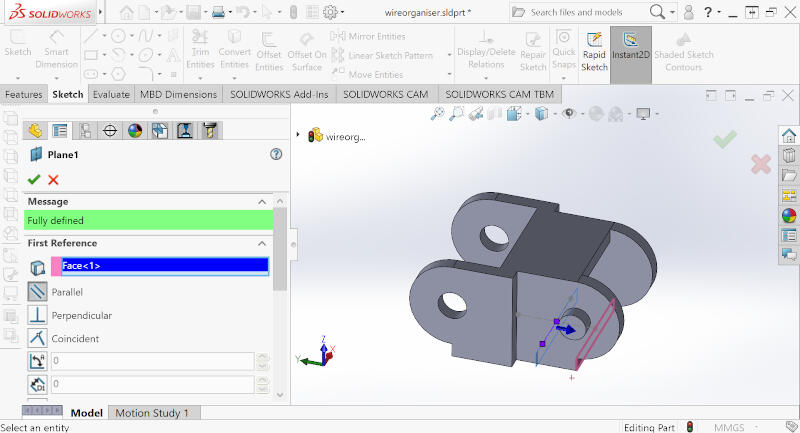 SOLIDWORKS
wireorganiser.sldprt *
Search files and models
?
Sketch
Smart Dimension
Trim Entities
Convert Entities
Offset Entities
Offset On Surface
Mirror Entities
Linear Sketch Pattern
Move Entities
Display/Delete Relations
Repair Sketch
Quick Snaps
Rapid Sketch
Instant2D
Shaded Sketch Contours
Features
Sketch
Evaluate
MBD Dimensions
SOLIDWORKS Add-Ins
SOLIDWORKS CAM
SOLIDWORKS CAM TBM
wireorg...
Plane1
?
Message
Fully defined
First Reference
Face<1>
Parallel
Perpendicular
Coincident
0
0
Z
Y
X
Model
Motion Study 1
Select an entity
Editing Part
MMGS